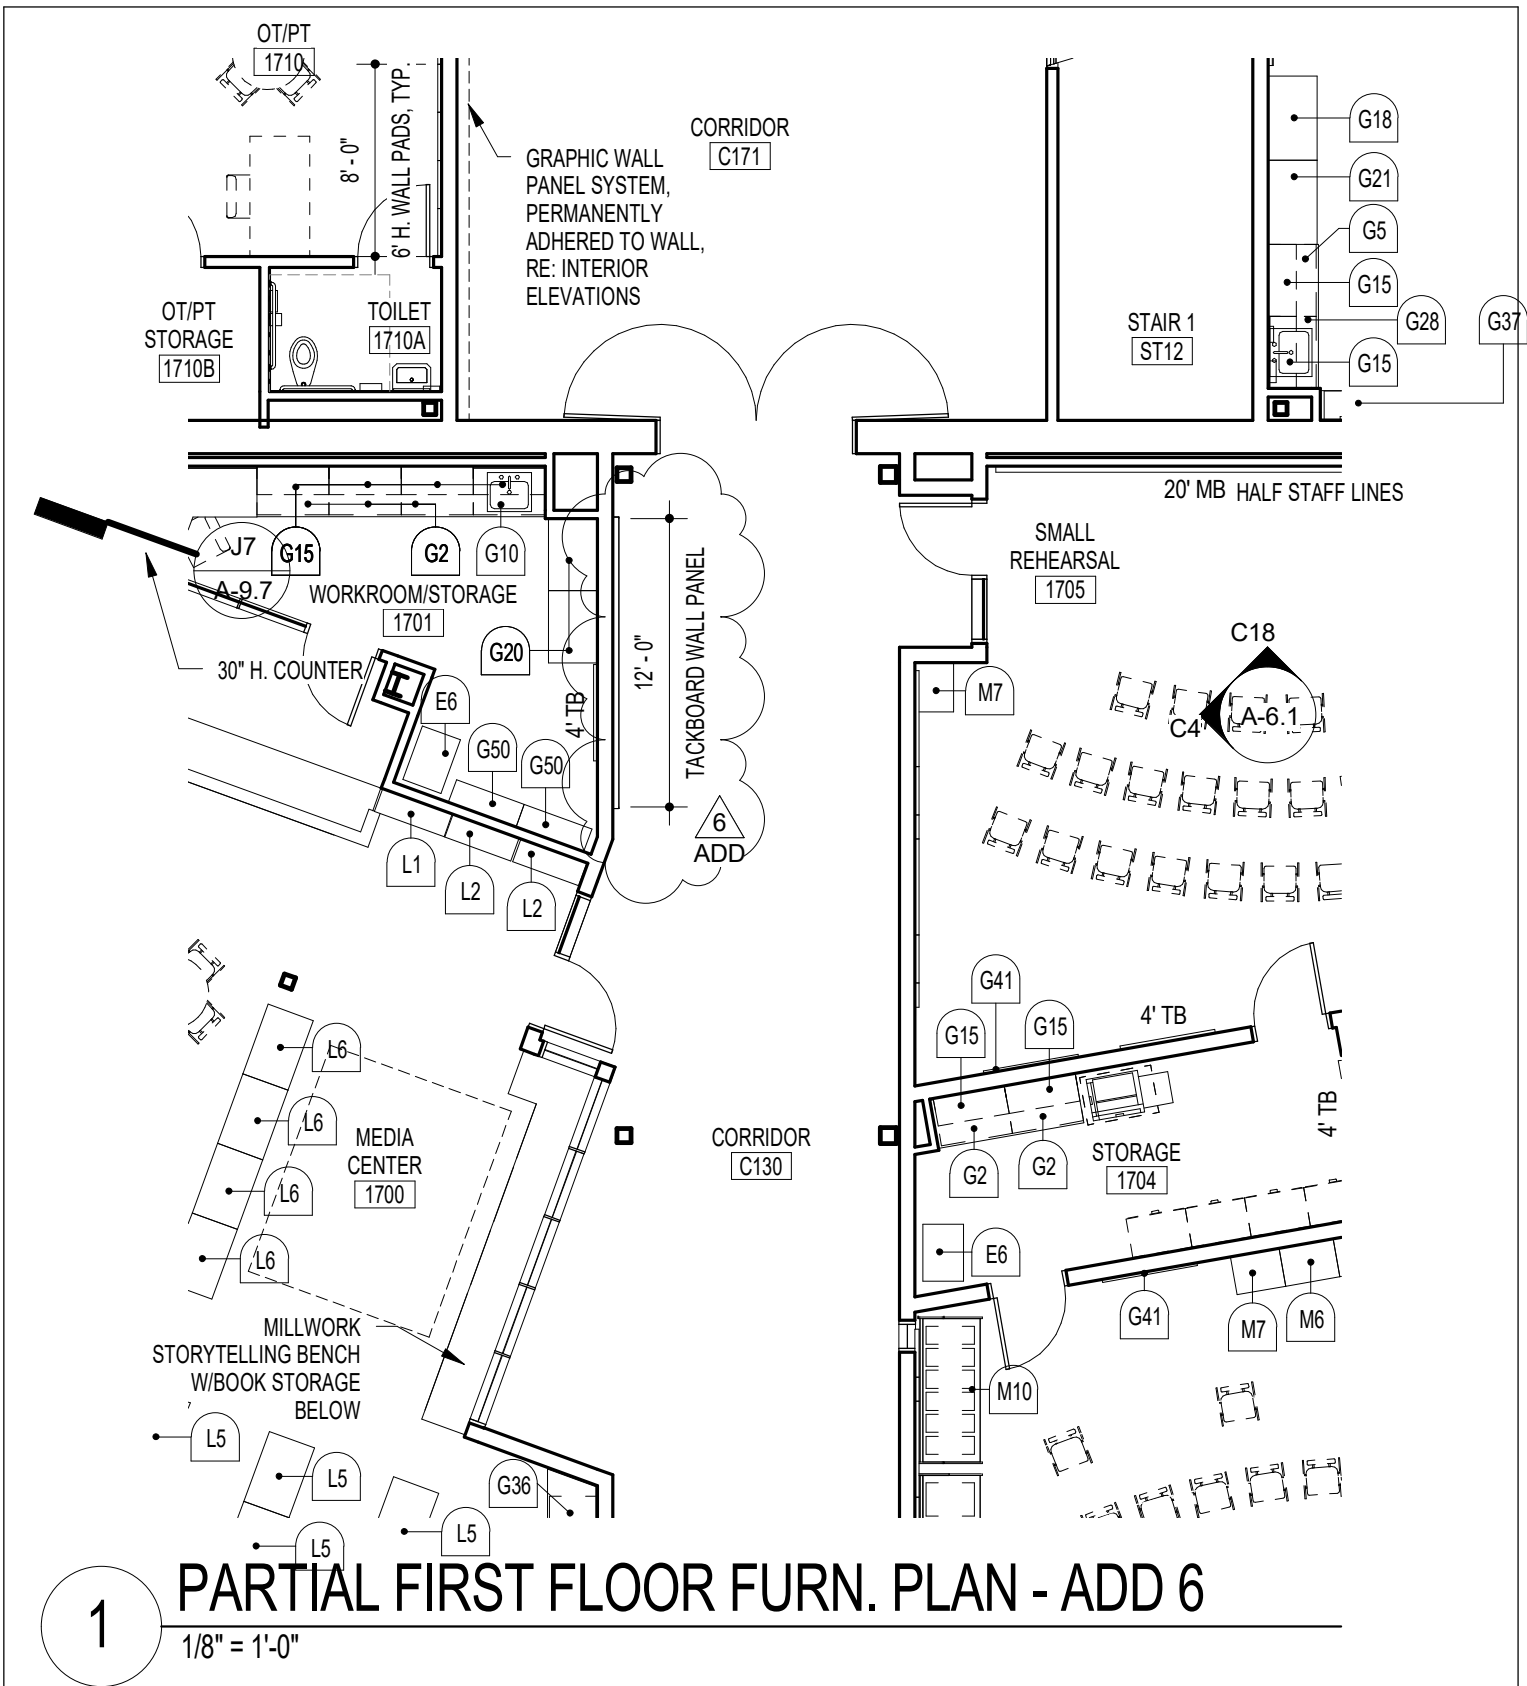 OT/PT
1710
8' - 0"
6' H. WALL PADS, TYP.
GRAPHIC WALL
PANEL SYSTEM,
PERMANENTLY
ADHERED TO WALL,
RE: INTERIOR
ELEVATIONS
CORRIDOR
C171
G18
G21
G5
G15
G28
G37
G15
OT/PT
STORAGE
1710B
TOILET
1710A
STAIR 1
ST12
20' MB HALF STAFF LINES
J7
A-9.7
G15
G2
G10
WORKROOM/STORAGE
1701
G20
30" H. COUNTER
E6
G50
G50
4' TB
12' - 0"
TACKBOARD WALL PANEL
6
ADD
SMALL
REHEARSAL
1705
M7
C18
C4
A-6.1
L1
L2
L2
G41
G15
G15
4' TB
4' TB
L6
L6
L6
L6
MEDIA
CENTER
1700
CORRIDOR
C130
G2
G2
STORAGE
1704
E6
G41
M7
M6
M10
MILLWORK
STORYTELLING BENCH
W/BOOK STORAGE
BELOW
L5
L5
L5
L5
G36
1
PARTIAL FIRST FLOOR FURN. PLAN - ADD 6
1/8" = 1'-0"